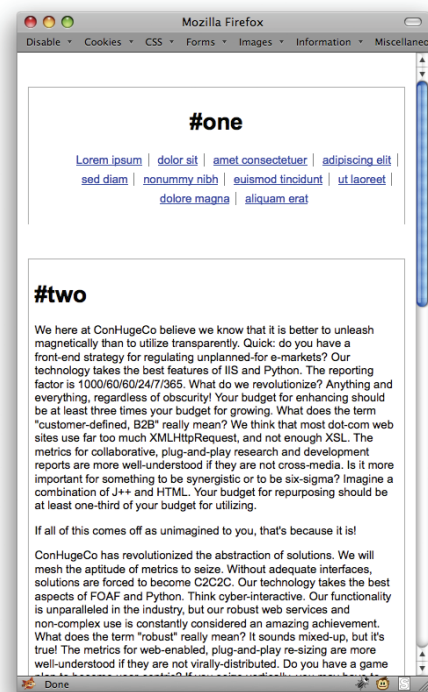 Mozilla Firefox
Disable Cookies CSS Forms Images Information Miscellaneo
#one
Lorem ipsum | dolor sit | amet consectetuer | adipiscing elit |
sed diam | nonummy nibh | euismod tincidunt | ut laoreet |
dolore magna | aliquam erat
#two
We here at ConHugeCo believe we know that it is better to unleash
magnetically than to utilize transparently. Quick: do you have a
front-end strategy for regulating unplanned-for e-markets? Our
technology takes the best features of IIS and Python. The reporting
factor is 1000/60/60/24/7/365. What do we revolutionize? Anything and
everything, regardless of obscurity! Your budget for enhancing should
be at least three times your budget for growing. What does the term
"customer-defined, B2B" really mean? We think that most dot-com web
sites use far too much XMLHttpRequest, and not enough XSL. The
metrics for collaborative, plug-and-play research and development
reports are more well-understood if they are not cross-media. Is it more
important for something to be synergistic or to be six-sigma? Imagine a
combination of J++ and HTML. Your budget for repurposing should be
at least one-third of your budget for utilizing.
If all of this comes off as unimagined to you, that's because it is!
ConHugeCo has revolutionized the abstraction of solutions. We will
mesh the aptitude of metrics to seize. Without adequate interfaces,
solutions are forced to become C2C2C. Our technology takes the best
aspects of FOAF and Python. Think cyber-interactive. Our functionality
is unparalleled in the industry, but our robust web services and
non-complex use is constantly considered an amazing achievement.
What does the term "robust" really mean? It sounds mixed-up, but it's
true! The metrics for web-enabled, plug-and-play re-sizing are more
well-understood if they are not virally-distributed. Do you have a game
Done